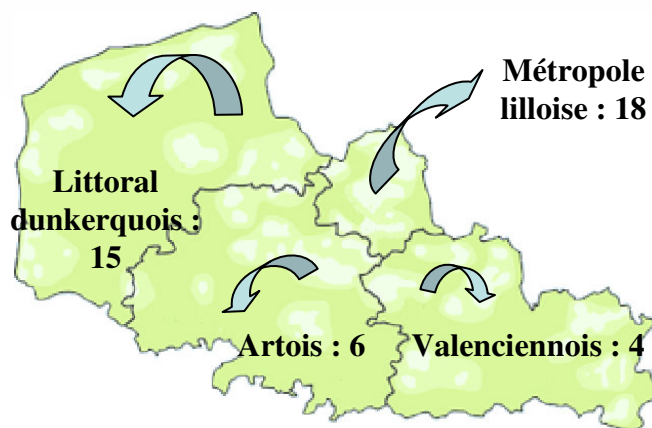 Métropole
lilloise : 18
Littoral
dunkerquois :
15
Artois : 6
Valenciennois : 4